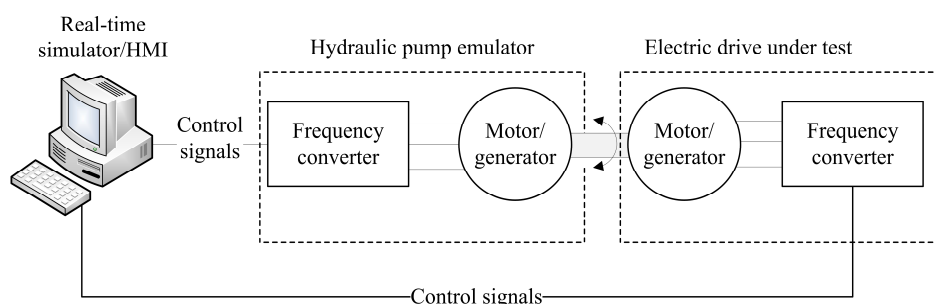 Real-time
simulator/HMI
Hydraulic pump emulator
Electric drive under test
Control
signals
Frequency
converter
Motor/
generator
Motor/
generator
Frequency
converter
Control signals